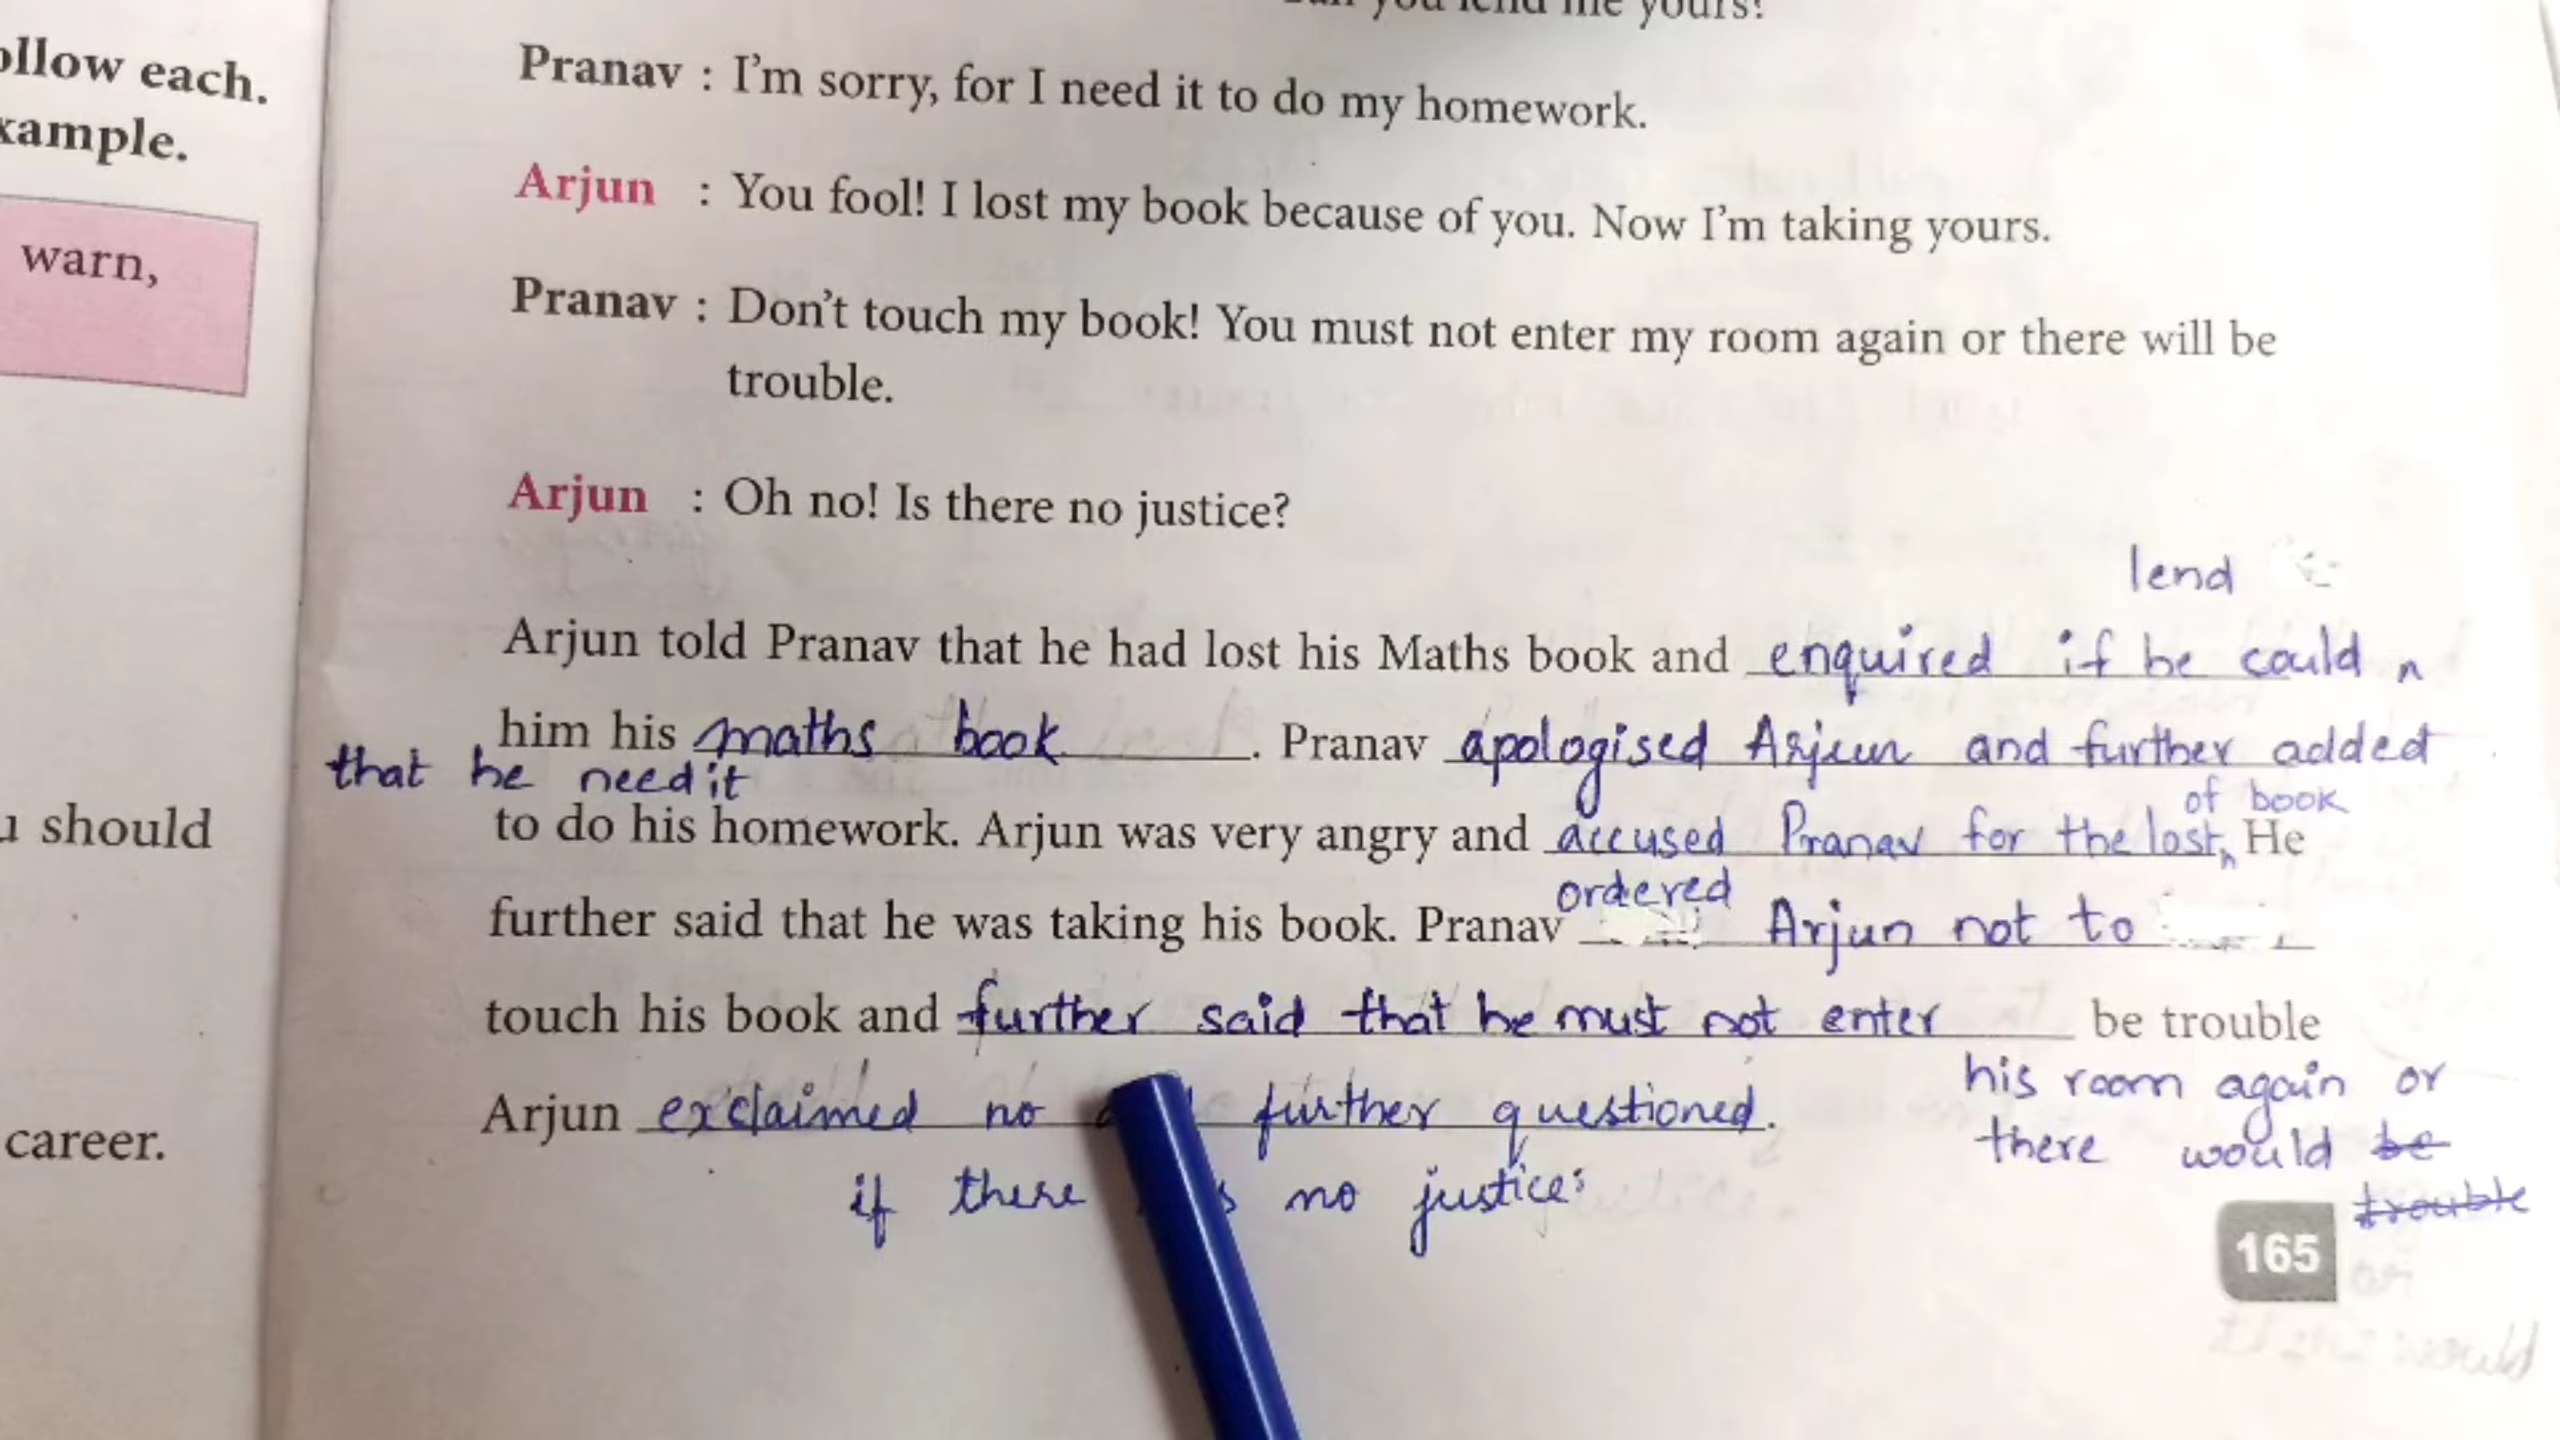 ollow each.
xample.
warn,
u should
career.
you lend me yours?
Pranav : I'm sorry, for I need it to do my homework.
Arjun : You fool! I lost my book because of you. Now I'm taking yours.
Pranav : Don't touch my book! You must not enter my room again or there will be
trouble.
Arjun : Oh no! Is there no justice?
lend
Arjun told Pranav that he had lost his Maths book and enquired if he could
him his maths book. Pranav apologised Arjun and further added
that he need it
of book
to do his homework. Arjun was very angry and accused Pranav for the lost, He
ordered
further said that he was taking his book. Pranav Arjun not to
touch his book and further said that he must not enter be trouble
his room again or
Arjun exclaimed no further questioned.
there would be
if there no justice.
trouble
165